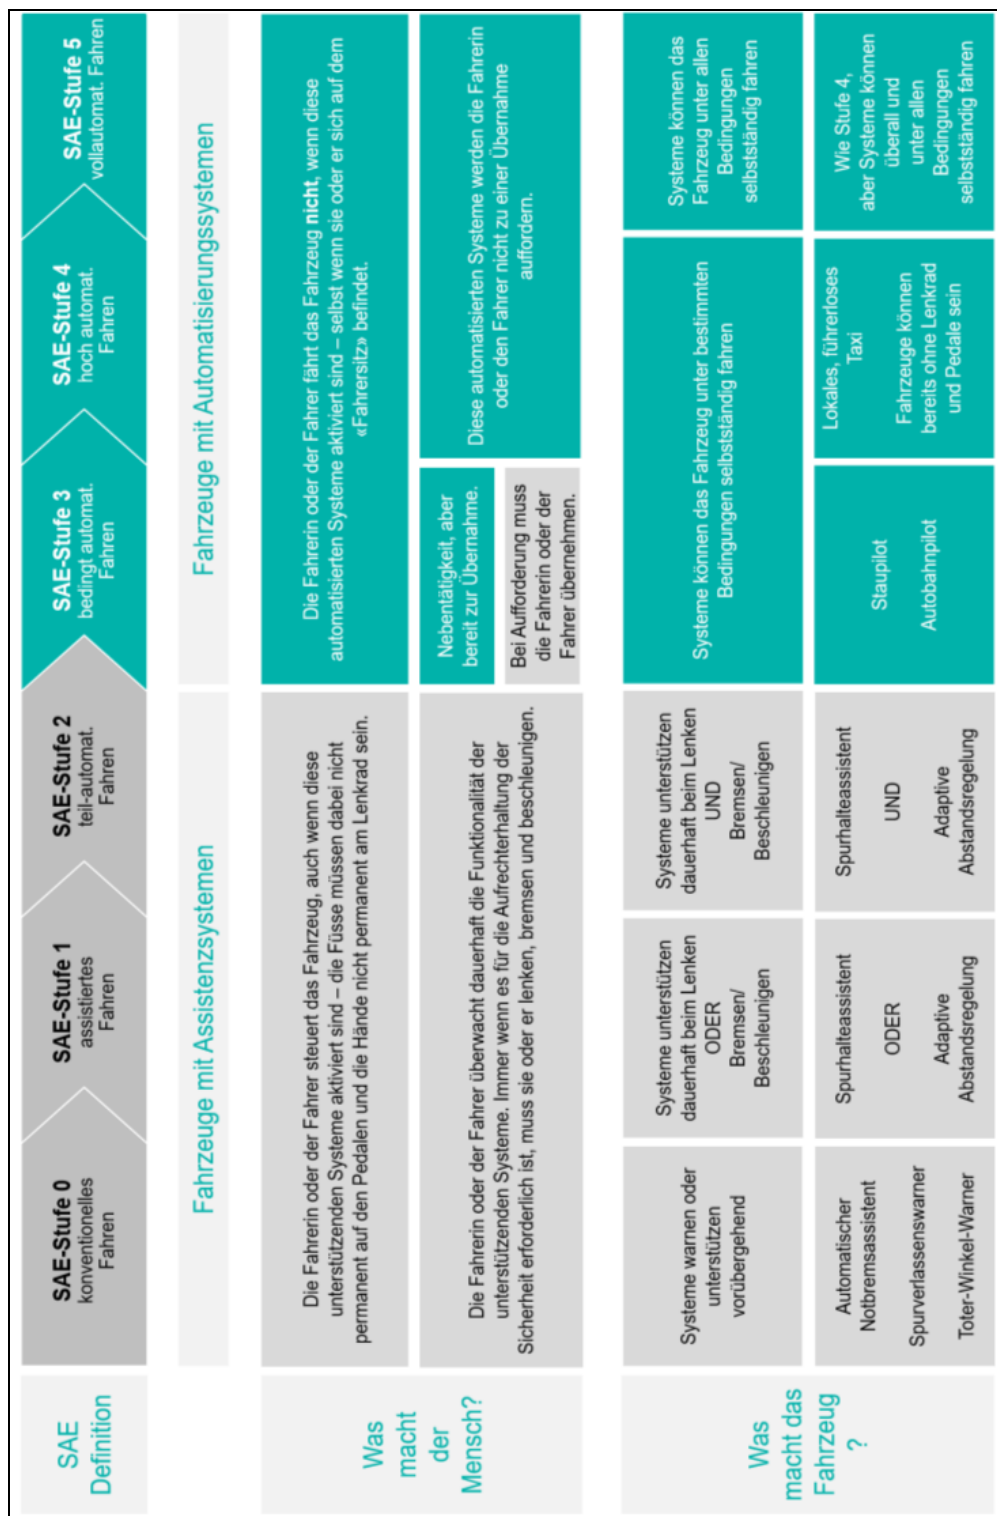 SAE
Definition
SAE-Stufe 0
konventionelles
Fahren
SAE-Stufe 1
assistiertes
Fahren
SAE-Stufe 2
teil-automat.
Fahren
SAE-Stufe 3
bedingt automat.
Fahren
SAE-Stufe 4
hoch automat.
Fahren
SAE-Stufe 5
vollautomat. Fahren
Fahrzeuge mit Assistenzsystemen
Fahrzeuge mit Automatisierungssystemen
Was
macht
der
Mensch?
Die Fahrerin oder der Fahrer steuert das Fahrzeug, auch wenn diese
unterstützenden Systeme aktiviert sind – die Füsse müssen dabei nicht
permanent auf den Pedalen und die Hände nicht permanent am Lenkrad sein.
Die Fahrerin oder der Fahrer fährt das Fahrzeug nicht, wenn diese
automatisierten Systeme aktiviert sind – selbst wenn sie oder er sich auf dem
«Fahrersitz» befindet.
Die Fahrerin oder der Fahrer überwacht dauerhaft die Funktionalität der
unterstützenden Systeme. Immer wenn es für die Aufrechterhaltung der
Sicherheit erforderlich ist, muss sie oder er lenken, bremsen und beschleunigen.
Nebentätigkeit, aber
bereit zur Übernahme.
Bei Aufforderung muss
die Fahrerin oder der
Fahrer übernehmen.
Diese automatisierten Systeme werden die Fahrerin
oder den Fahrer nicht zu einer Übernahme
auffordern.
Was
macht das
Fahrzeug
?
Systeme warnen oder
unterstützen
vorübergehend
Systeme unterstützen
dauerhaft beim Lenken
ODER
Bremsen/
Beschleunigen
Systeme unterstützen
dauerhaft beim Lenken
UND
Bremsen/
Beschleunigen
Systeme können das Fahrzeug unter bestimmten
Bedingungen selbstständig fahren
Systeme können das
Fahrzeug unter allen
Bedingungen
selbstständig fahren
Automatischer
Notbremsassistent
Spurverlassenswarner
Toter-Winkel-Warner
Spurhalteassistent
ODER
Adaptive
Abstandsregelung
Spurhalteassistent
UND
Adaptive
Abstandsregelung
Staupilot
Autobahnpilot
Lokales, führerloses
Taxi
Fahrzeuge können
bereits ohne Lenkrad
und Pedale sein
Wie Stufe 4,
aber Systeme können
überall und
unter allen
Bedingungen
selbstständig fahren